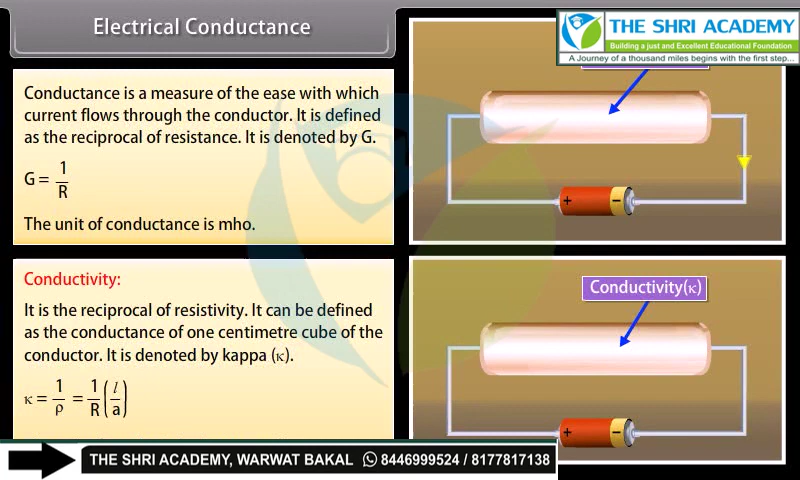 Electrical Conductance
THE SHRI ACADEMY
Building a just and Excellent Educational Foundation
A Journey of a thousand miles begins with the first step...
Conductance is a measure of the ease with which
current flows through the conductor. It is defined
as the reciprocal of resistance. It is denoted by G.
G = 1/R
The unit of conductance is mho.
+ −
Conductivity:
It is the reciprocal of resistivity. It can be defined
as the conductance of one centimetre cube of the
conductor. It is denoted by kappa (κ).
κ = 1/ρ = 1/R (l/a)
Conductivity(κ)
+ −
THE SHRI ACADEMY, WARWAT BAKAL 8446999524 / 8177817138